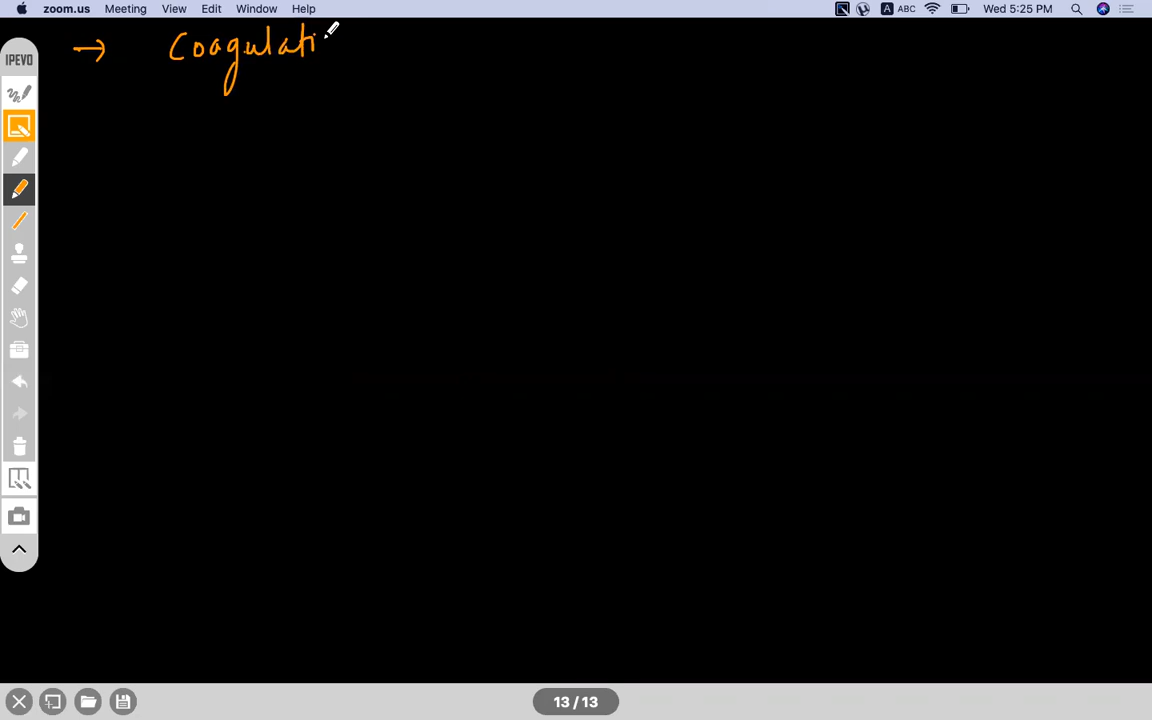 zoom.us Meeting View Edit Window Help A ABC Wed 5:25 PM
→ Coagulati
IPEVO
13/13